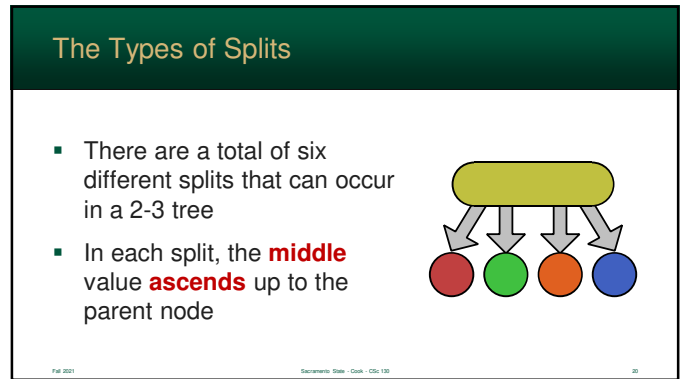 The Types of Splits
▪ There are a total of six
different splits that can occur
in a 2-3 tree
▪ In each split, the middle
value ascends up to the
parent node
Fall 2021
Sacramento State - Cook - CSc 130
20